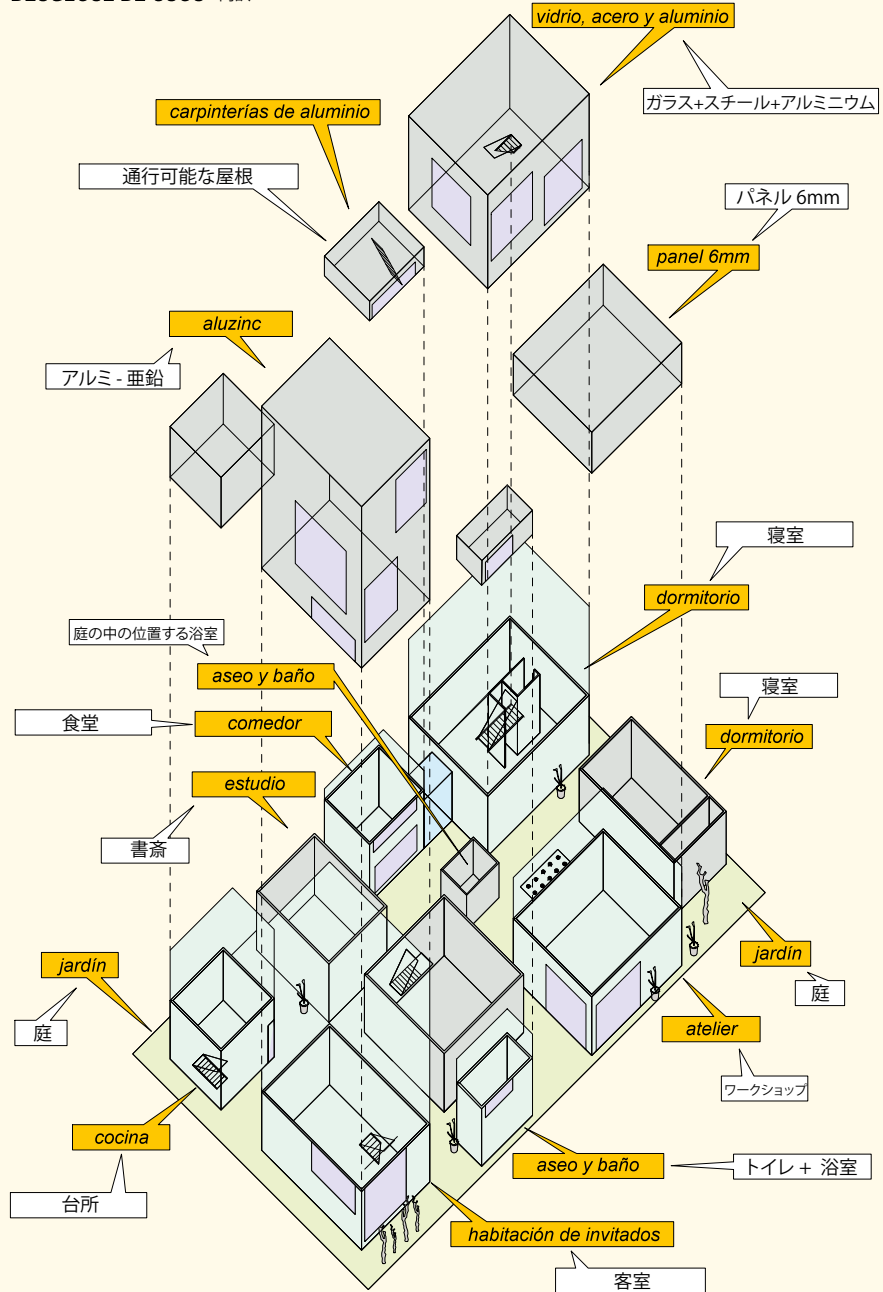 vidrio, acero y aluminio
ガラス+スチール+アルミニウム
carpinterías de aluminio
通行可能な屋根
パネル 6mm
panel 6mm
aluzinc
アルミ - 亜鉛
寝室
dormitorio
庭の中の位置する浴室
aseo y baño
寝室
食堂
comedor
dormitorio
estudio
書斎
jardín
庭
jardín
庭
atelier
ワークショップ
cocina
台所
aseo y baño
トイレ + 浴室
habitación de invitados
客室